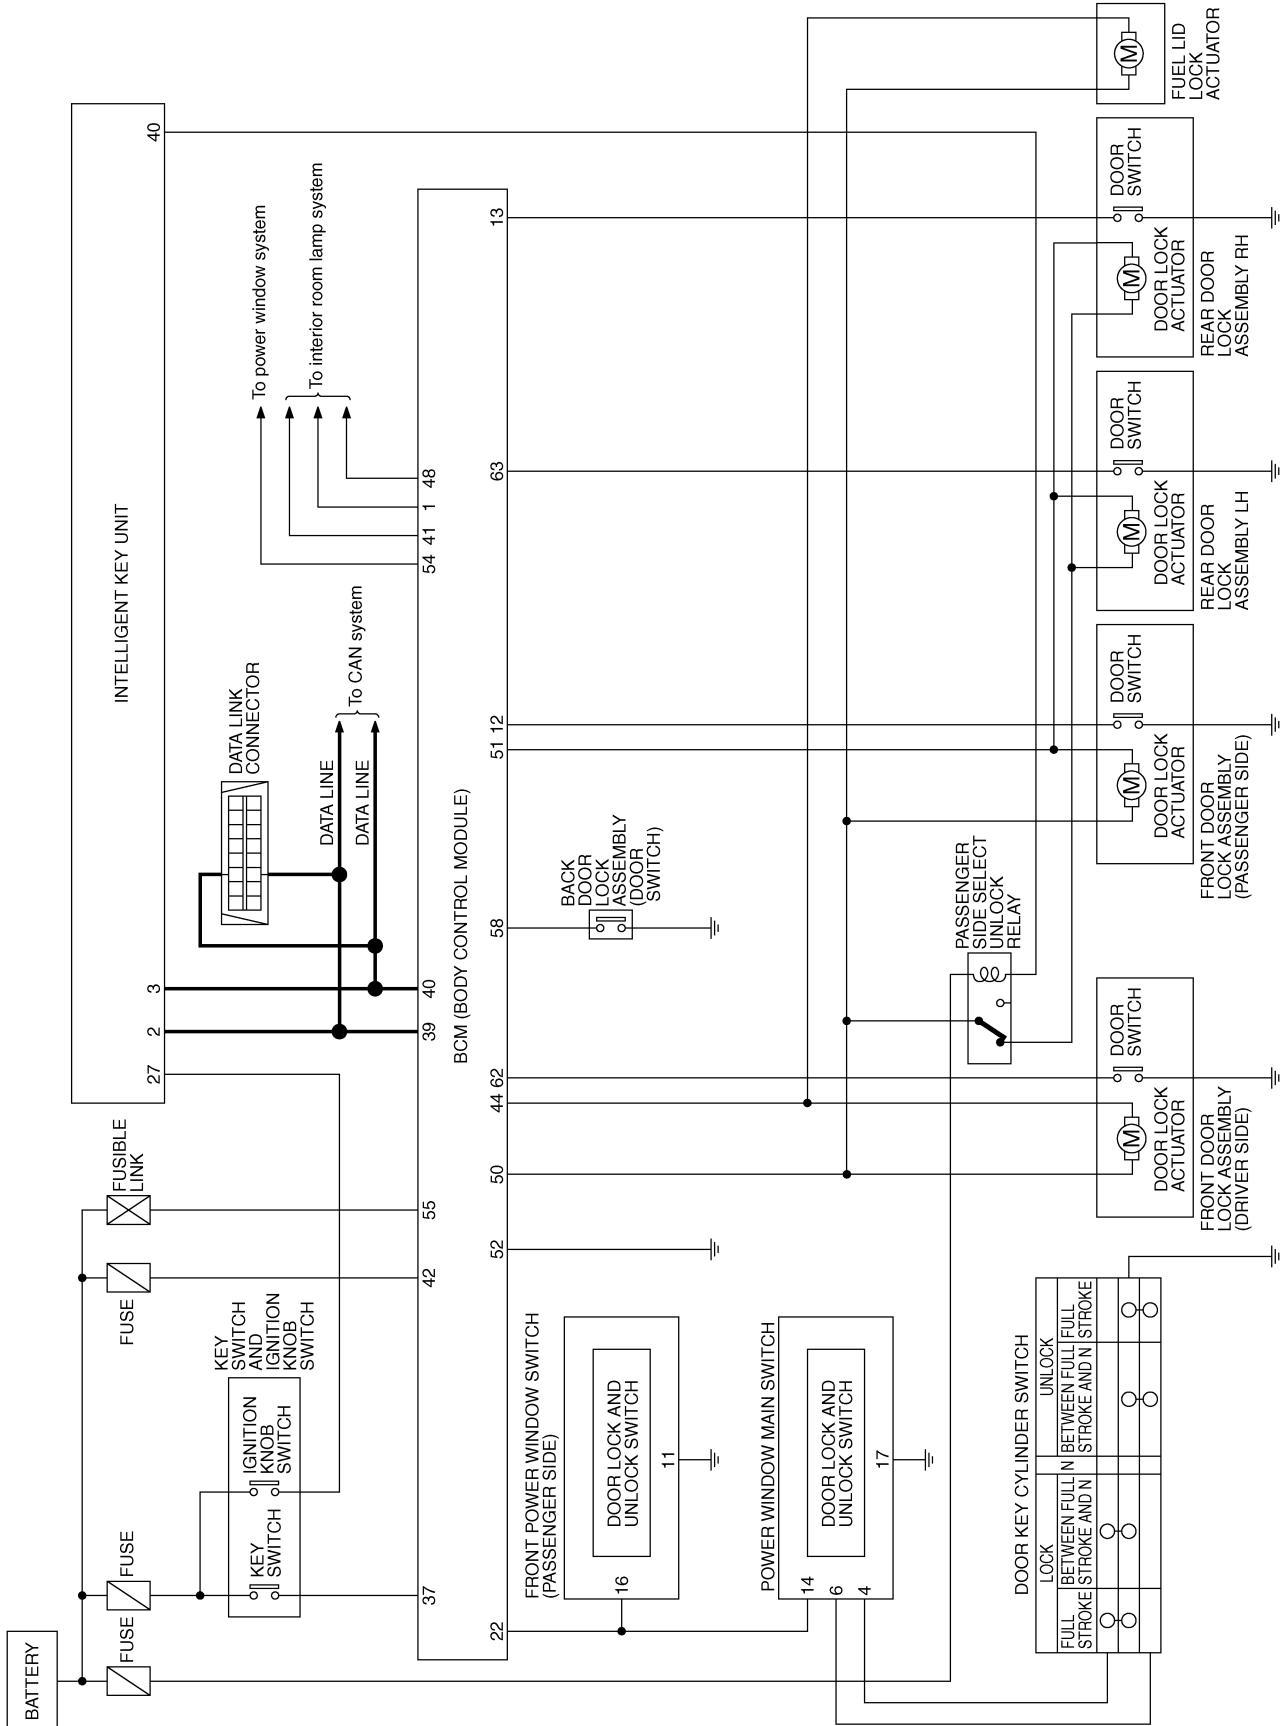 BATTERY
FUSE
FUSE
FUSE
FUSIBLE
LINK
INTELLIGENT KEY UNIT
27
2
3
40
KEY
SWITCH
AND
IGNITION
KNOB
SWITCH
KEY
SWITCH
IGNITION
KNOB
SWITCH
DATA LINK
CONNECTOR
DATA LINE
DATA LINE
To CAN system
To power window system
To interior room lamp system
37
42
55
39
40
54
41
1
48
BCM (BODY CONTROL MODULE)
22
52
50
44
62
58
51
12
63
13
FRONT POWER WINDOW SWITCH
(PASSENGER SIDE)
DOOR LOCK AND
UNLOCK SWITCH
16
11
BACK
DOOR
LOCK
ASSEMBLY
(DOOR
SWITCH)
POWER WINDOW MAIN SWITCH
DOOR LOCK AND
UNLOCK SWITCH
14
6
4
17
PASSENGER
SIDE SELECT
UNLOCK
RELAY
DOOR KEY CYLINDER SWITCH
LOCK
N
UNLOCK
FULL
STROKE
BETWEEN FULL
STROKE AND N
BETWEEN FULL
STROKE AND N
FULL
STROKE
DOOR LOCK
ACTUATOR
M
DOOR
SWITCH
FRONT DOOR
LOCK ASSEMBLY
(DRIVER SIDE)
DOOR LOCK
ACTUATOR
M
DOOR
SWITCH
FRONT DOOR
LOCK ASSEMBLY
(PASSENGER SIDE)
DOOR LOCK
ACTUATOR
M
DOOR
SWITCH
REAR DOOR
LOCK
ASSEMBLY LH
DOOR LOCK
ACTUATOR
M
DOOR
SWITCH
REAR DOOR
LOCK
ASSEMBLY RH
M
FUEL LID
LOCK
ACTUATOR